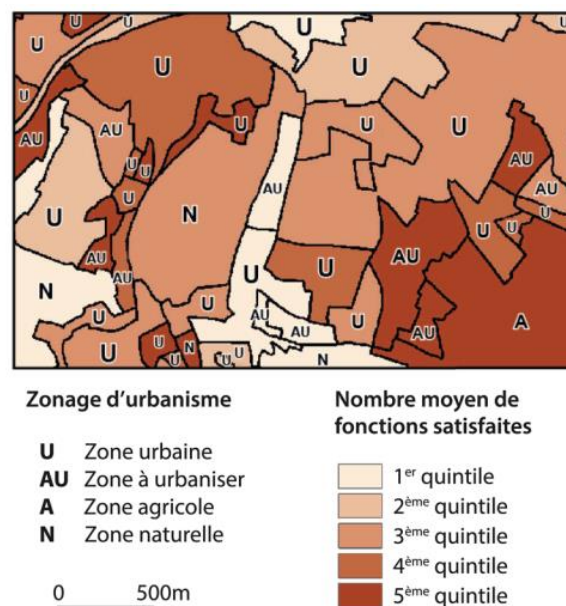 U
U
U
U
U
U
U
U
U
AU
AU
U
U
AU
AU
U
U
N
AU
U
U
AU
AU
U
U
U
N
AU
U
U
AU
AU
AU
A
U
U
U
AU
U
N
U
U
U
N
Zonage d’urbanisme
U Zone urbaine
AU Zone à urbaniser
A Zone agricole
N Zone naturelle
0 500m
Nombre moyen de
fonctions satisfaites
1er quintile
2ème quintile
3ème quintile
4ème quintile
5ème quintile